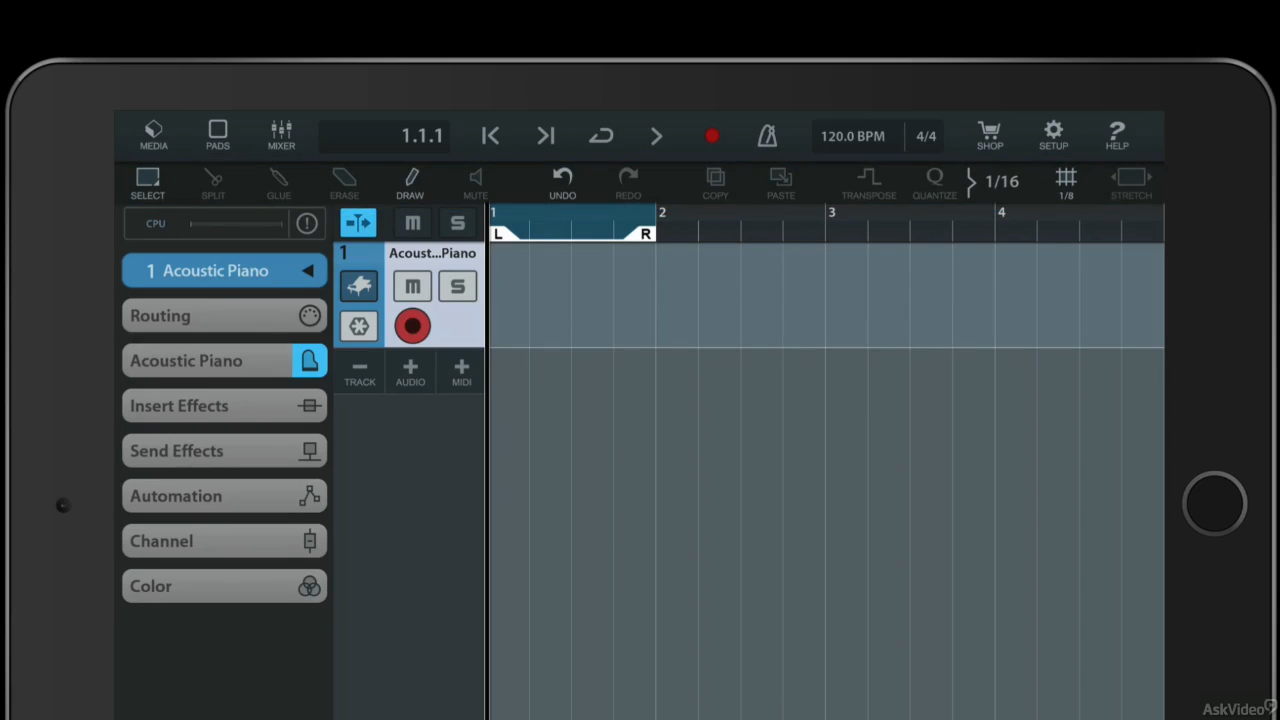 MEDIA PADS MIXER 1.1.1 120.0 BPM 4/4 SHOP SETUP ? HELP
SELECT SPLIT GLUE ERASE DRAW MUTE UNDO REDO COPY PASTE TRANSPOSE Q QUANTIZE 1/16 1/8 STRETCH
CPU M S 1 2 3 4
L R
1 Acoustic Piano
1 Acoust...Piano
M S
Routing
Acoustic Piano
TRACK AUDIO MIDI
Insert Effects
Send Effects
Automation
Channel
Color
AskVideo